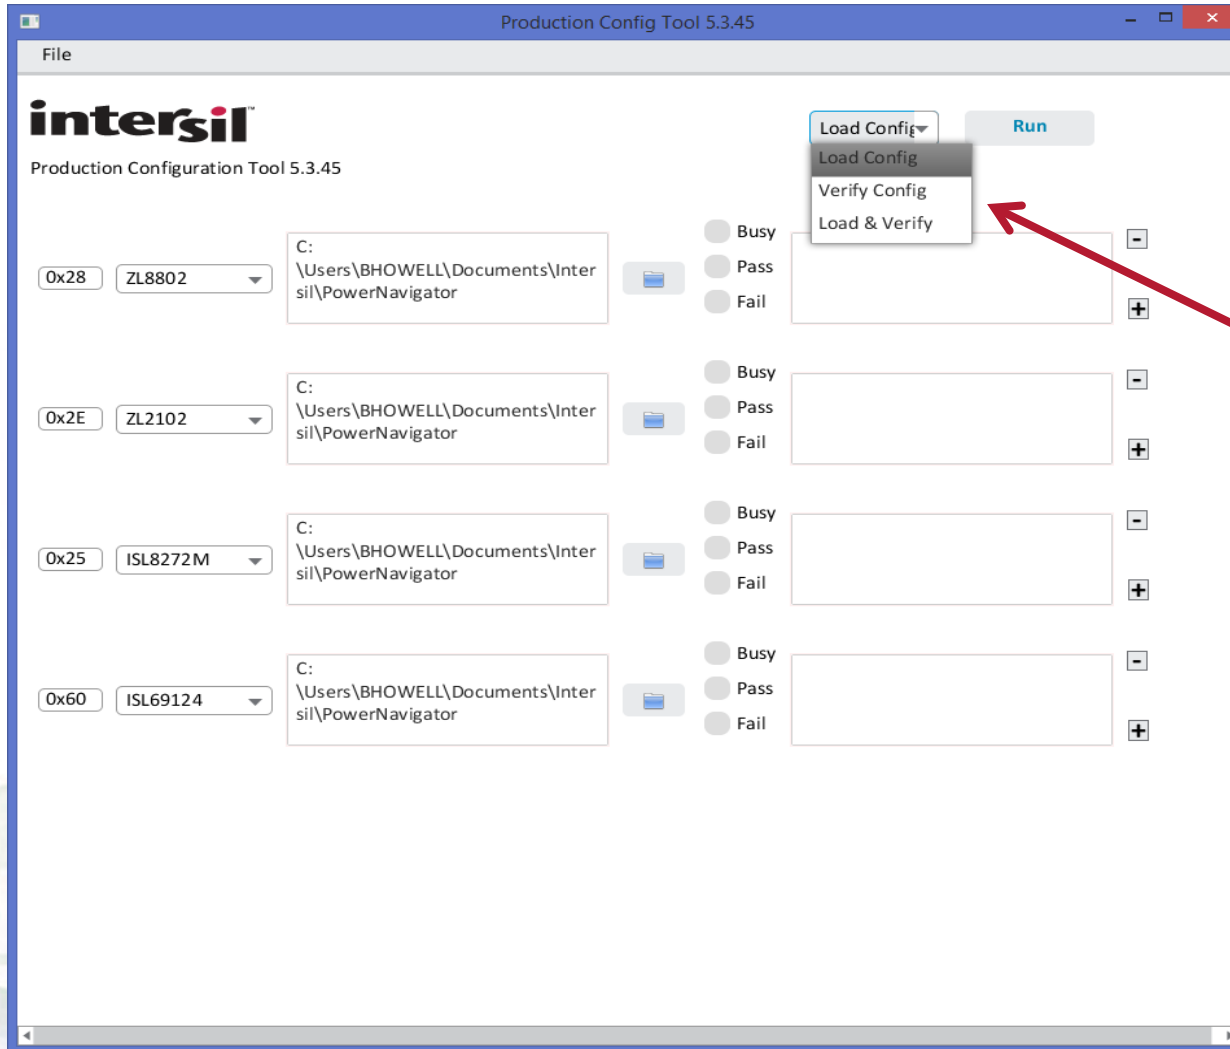 Production Config Tool 5.3.45
File
intersil™
Production Configuration Tool 5.3.45
Load Config
Run
Load Config
Verify Config
Load & Verify
0x28
ZL8802
C:
\Users\BHOWELL\Documents\Inter
sil\PowerNavigator
Busy
Pass
Fail
-
+
0x2E
ZL2102
C:
\Users\BHOWELL\Documents\Inter
sil\PowerNavigator
Busy
Pass
Fail
-
+
0x25
ISL8272M
C:
\Users\BHOWELL\Documents\Inter
sil\PowerNavigator
Busy
Pass
Fail
-
+
0x60
ISL69124
C:
\Users\BHOWELL\Documents\Inter
sil\PowerNavigator
Busy
Pass
Fail
-
+